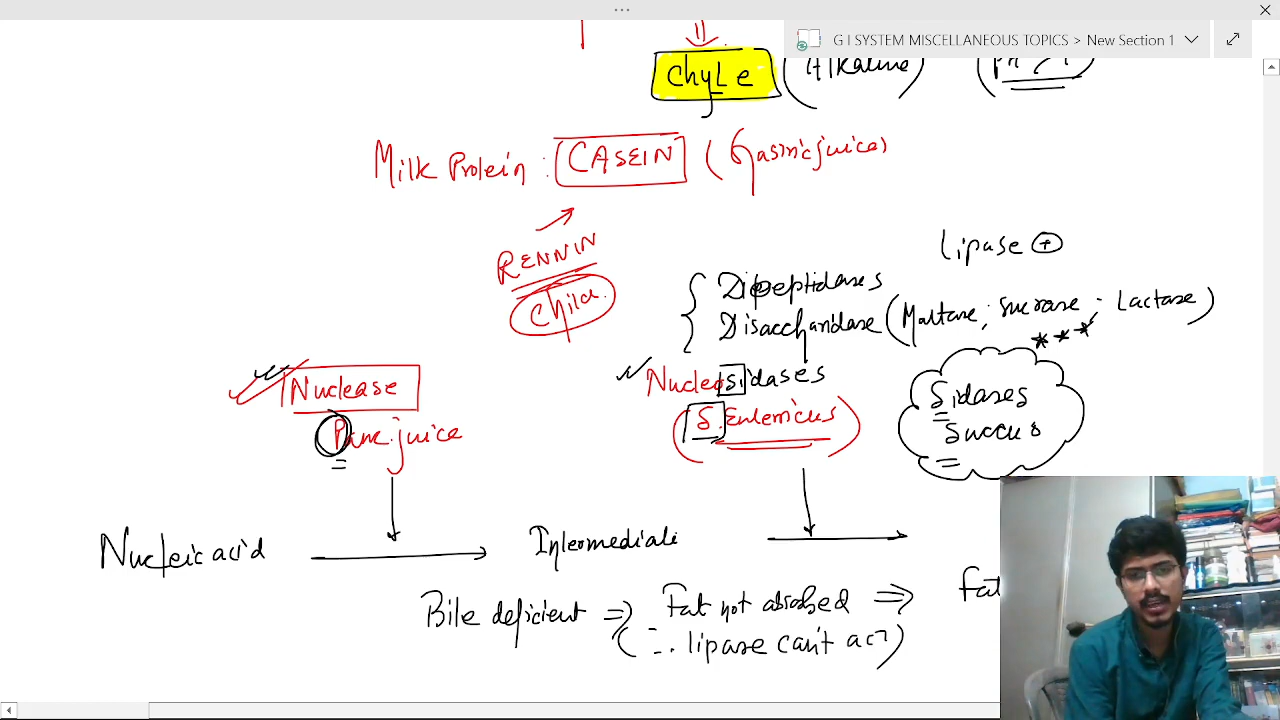 G I SYSTEM MISCELLANEOUS TOPICS > New Section 1
chyLe (Alkaline)
Milk Protein : CASEIN (Gastric juice)
RENNIN
Child
Lipase +
Dipeptidases
Disaccharidase (Maltase; Sucrase; Lactase)
Nuclease
Panc. juice
Nucleosidases
(S. Entericus)
Sidases
Succus
Nucleic acid
Intermediate
Bile deficient ⇒ Fat not absorbed ⇒ Fat
(∵ lipase can't act)